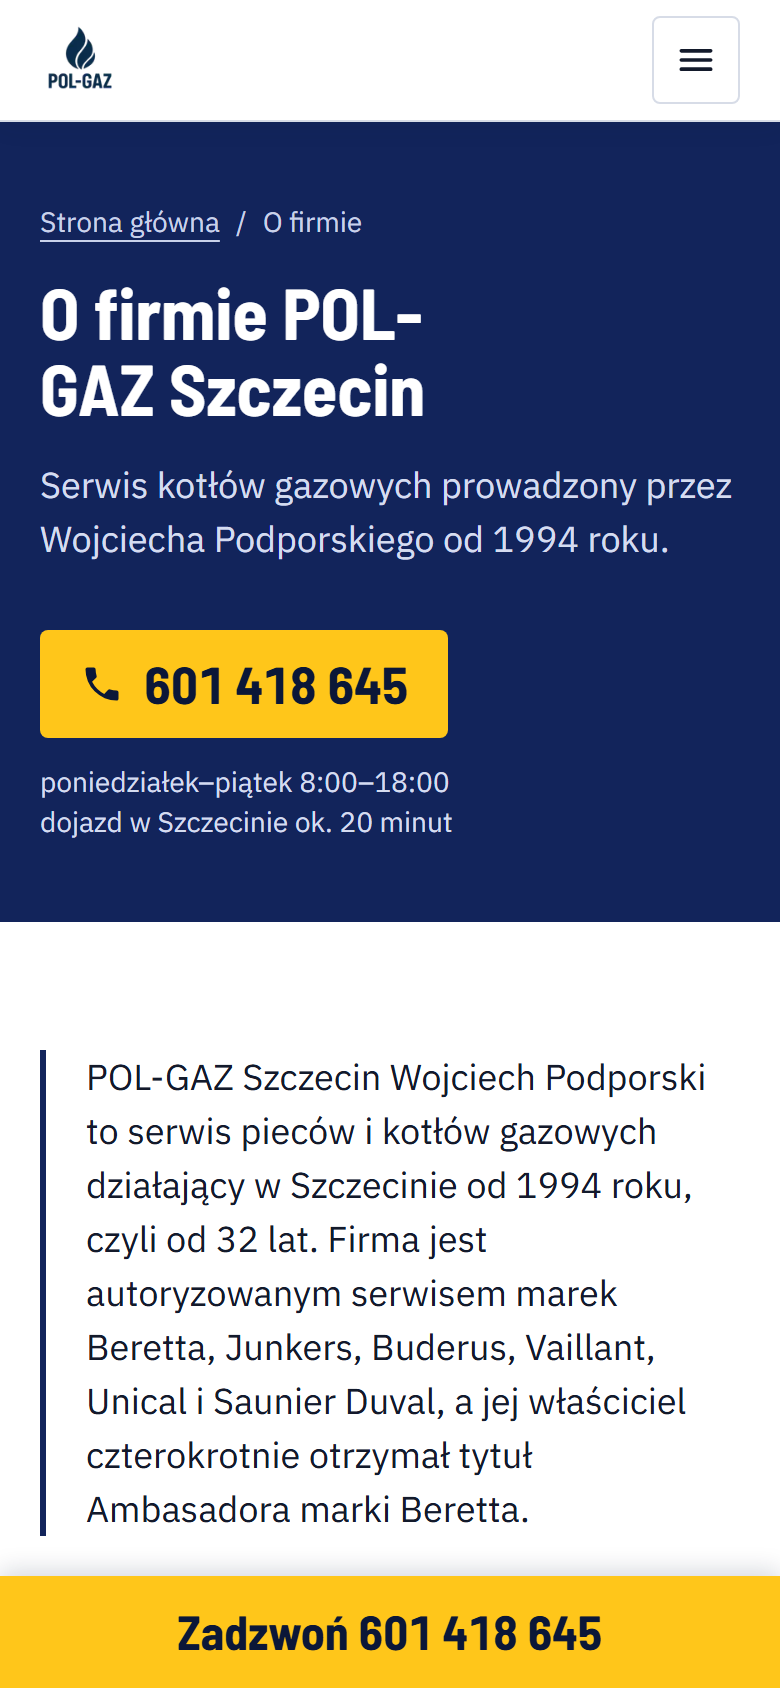 POL-GAZ
Strona główna / O firmie
O firmie POL-
GAZ Szczecin
Serwis kotłów gazowych prowadzony przez
Wojciecha Podporskiego od 1994 roku.
601 418 645
poniedziałek–piątek 8:00–18:00
dojazd w Szczecinie ok. 20 minut
POL-GAZ Szczecin Wojciech Podporski
to serwis pieców i kotłów gazowych
działający w Szczecinie od 1994 roku,
czyli od 32 lat. Firma jest
autoryzowanym serwisem marek
Beretta, Junkers, Buderus, Vaillant,
Unical i Saunier Duval, a jej właściciel
czterokrotnie otrzymał tytuł
Ambasadora marki Beretta.
Zadzwoń 601 418 645